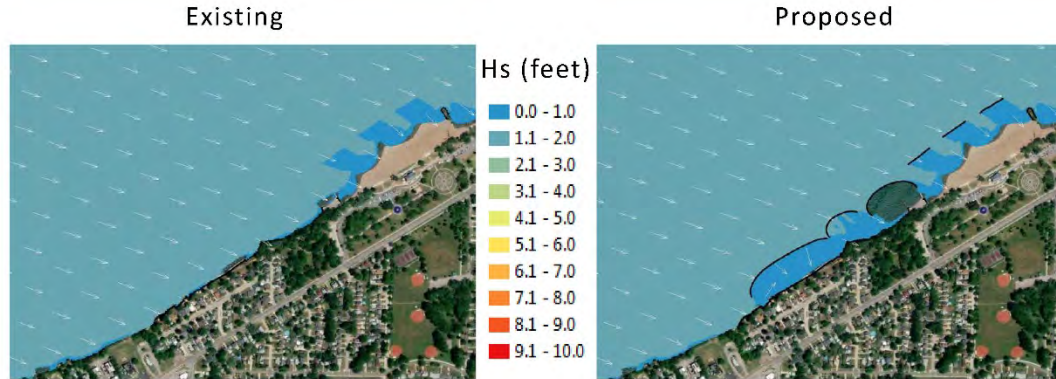 Existing
Proposed
Hs (feet)
0.0 - 1.0
1.1 - 2.0
2.1 - 3.0
3.1 - 4.0
4.1 - 5.0
5.1 - 6.0
6.1 - 7.0
7.1 - 8.0
8.1 - 9.0
9.1 - 10.0